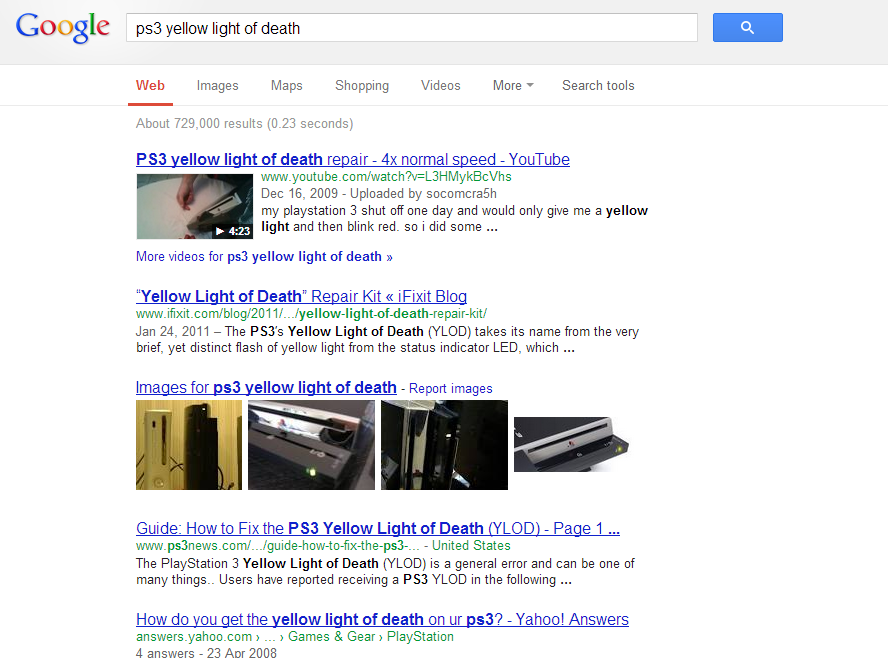 Google
ps3 yellow light of death
Web Images Maps Shopping Videos More Search tools
About 729,000 results (0.23 seconds)
PS3 yellow light of death repair - 4x normal speed - YouTube
www.youtube.com/watch?v=L3HMykBcVhs
Dec 16, 2009 - Uploaded by socomcra5h
my playstation 3 shut off one day and would only give me a yellow
light and then blink red. so i did some ...
4:23
More videos for ps3 yellow light of death »
“Yellow Light of Death” Repair Kit « iFixit Blog
www.ifixit.com/blog/2011/.../yellow-light-of-death-repair-kit/
Jan 24, 2011 – The PS3's Yellow Light of Death (YLOD) takes its name from the very
brief, yet distinct flash of yellow light from the status indicator LED, which ...
Images for ps3 yellow light of death - Report images
Guide: How to Fix the PS3 Yellow Light of Death (YLOD) - Page 1 ...
www.ps3news.com/.../guide-how-to-fix-the-ps3-... - United States
The PlayStation 3 Yellow Light of Death (YLOD) is a general error and can be one of
many things.. Users have reported receiving a PS3 YLOD in the following ...
How do you get the yellow light of death on ur ps3? - Yahoo! Answers
answers.yahoo.com › ... › Games & Gear › PlayStation
4 answers - 23 Apr 2008